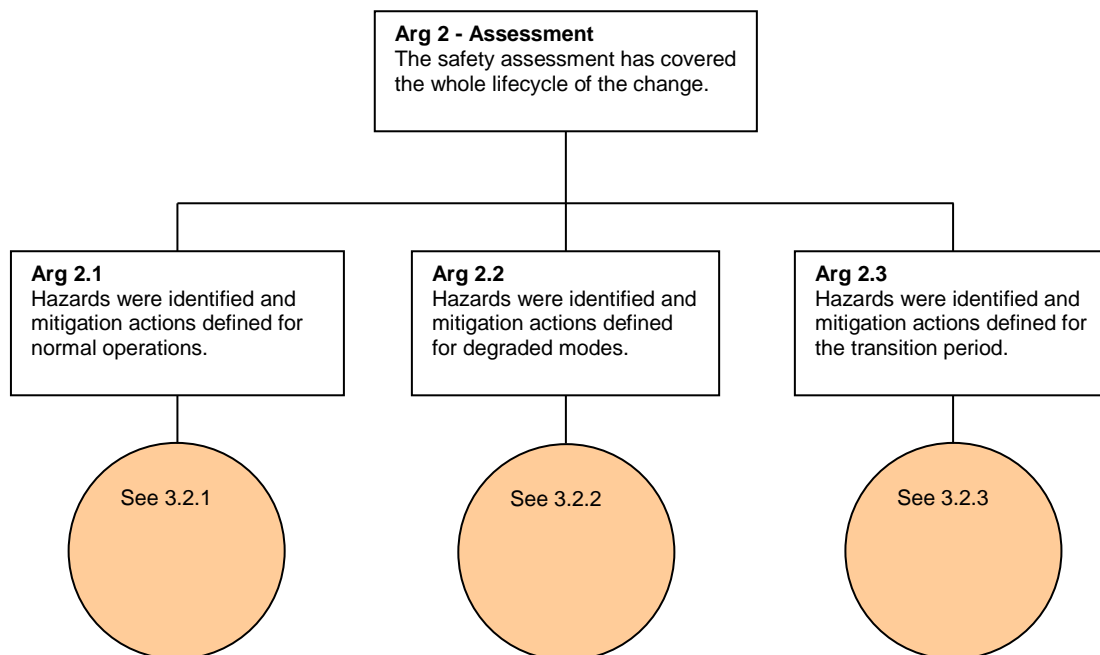 Arg 2 - Assessment
The safety assessment has covered
the whole lifecycle of the change.
Arg 2.1
Hazards were identified and
mitigation actions defined for
normal operations.
Arg 2.2
Hazards were identified and
mitigation actions defined
for degraded modes.
Arg 2.3
Hazards were identified and
mitigation actions defined for
the transition period.
See 3.2.1
See 3.2.2
See 3.2.3